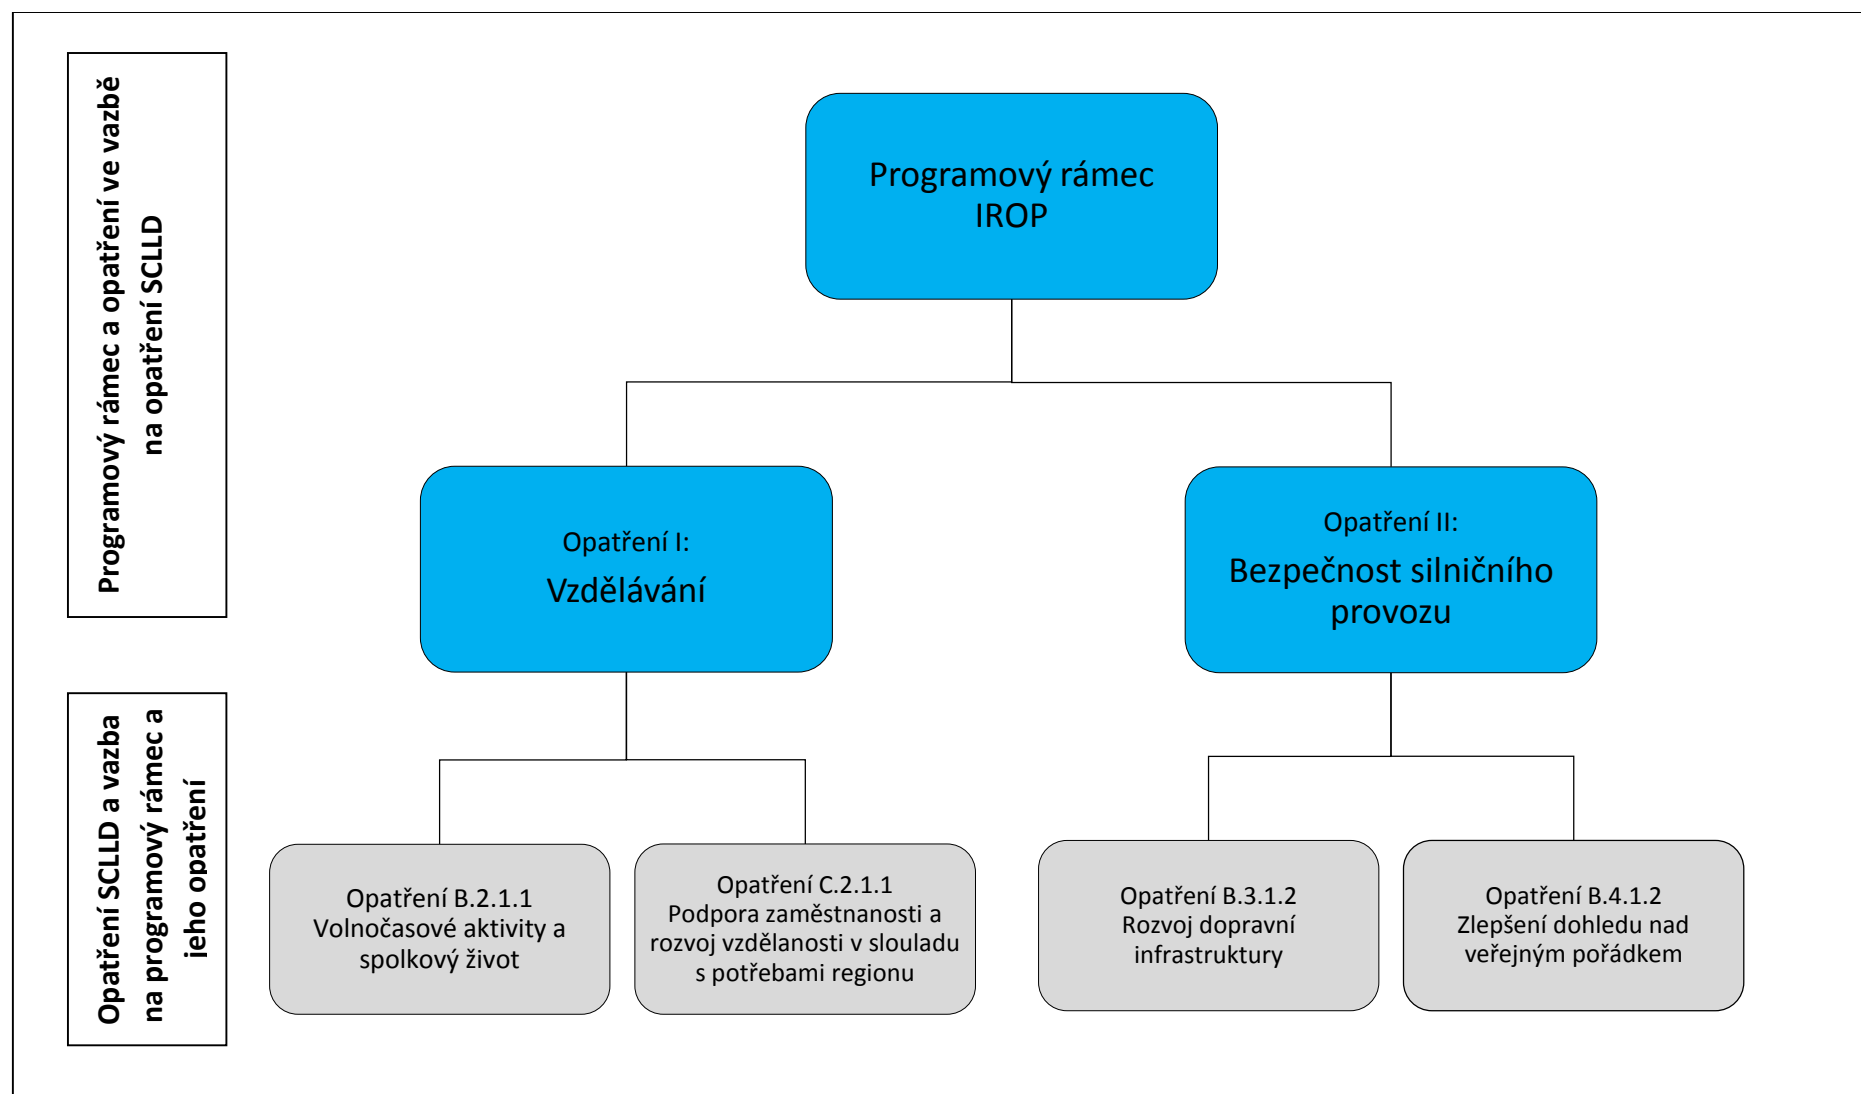 Programový rámec a opatření ve vazbě
na opatření SCLLD
Programový rámec
IROP
Opatření I:
Vzdělávání
Opatření II:
Bezpečnost silničního
provozu
Opatření SCLLD a vazba
na programový rámec a
jeho opatření
Opatření B.2.1.1
Volnočasové aktivity a
spolkový život
Opatření C.2.1.1
Podpora zaměstnanosti a
rozvoj vzdělanosti v slouladu
s potřebami regionu
Opatření B.3.1.2
Rozvoj dopravní
infrastruktury
Opatření B.4.1.2
Zlepšení dohledu nad
veřejným pořádkem